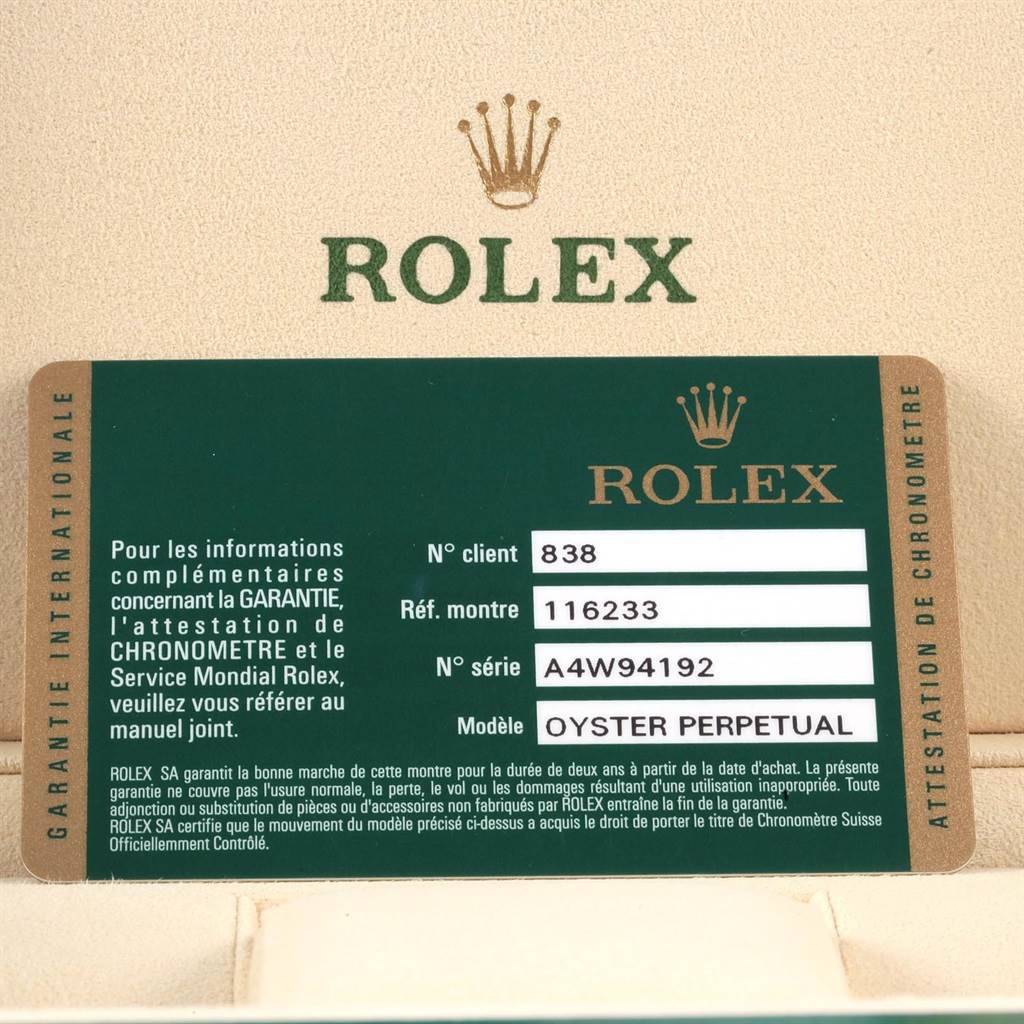 ROLEX
GARANTIE INTERNATIONALE
ROLEX
Pour les informations
complémentaires
concernant la GARANTIE,
l'attestation de
CHRONOMETRE et le
Service Mondial Rolex,
veuillez vous référer au
manuel joint.
N° client 838
Réf. montre 116233
N° série A4W94192
Modèle OYSTER PERPETUAL
ROLEX SA garantit la bonne marche de cette montre pour la durée de deux ans à partir de la date d'achat. La présente
garantie ne couvre pas l'usure normale, la perte, le vol ou les dommages résultant d'une utilisation inappropriée. Toute
adjonction ou substitution de pièces ou d'accessoires non fabriqués par ROLEX entraîne la fin de la garantie.
ROLEX SA certifie que le mouvement du modèle précisé ci-dessus a acquis le droit de porter le titre de Chronomètre Suisse
Officiellement Contrôlé.
ATTESTATION DE CHRONOMETRE